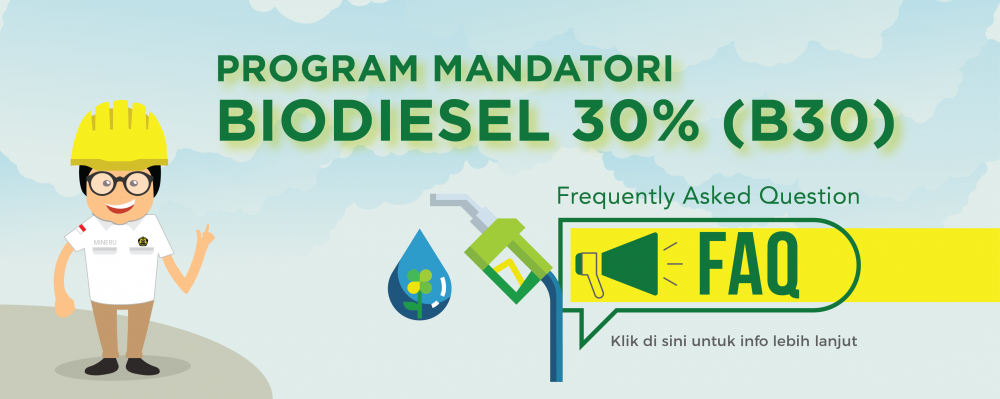 PROGRAM MANDATORI
BIODIESEL 30% (B30)
MINERU
Frequently Asked Question
FAQ
Klik di sini untuk info lebih lanjut